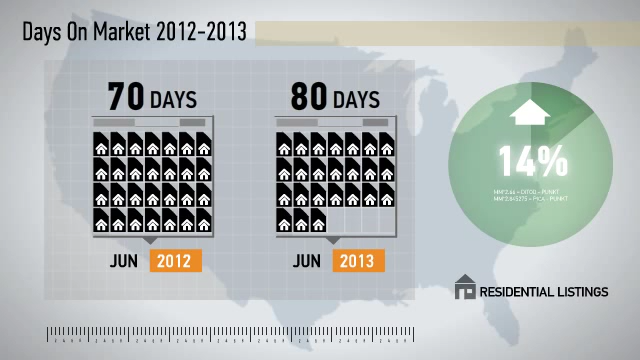 Days On Market 2012-2013
70 DAYS
80 DAYS
14%
JUN 2012
JUN 2013
RESIDENTIAL LISTINGS